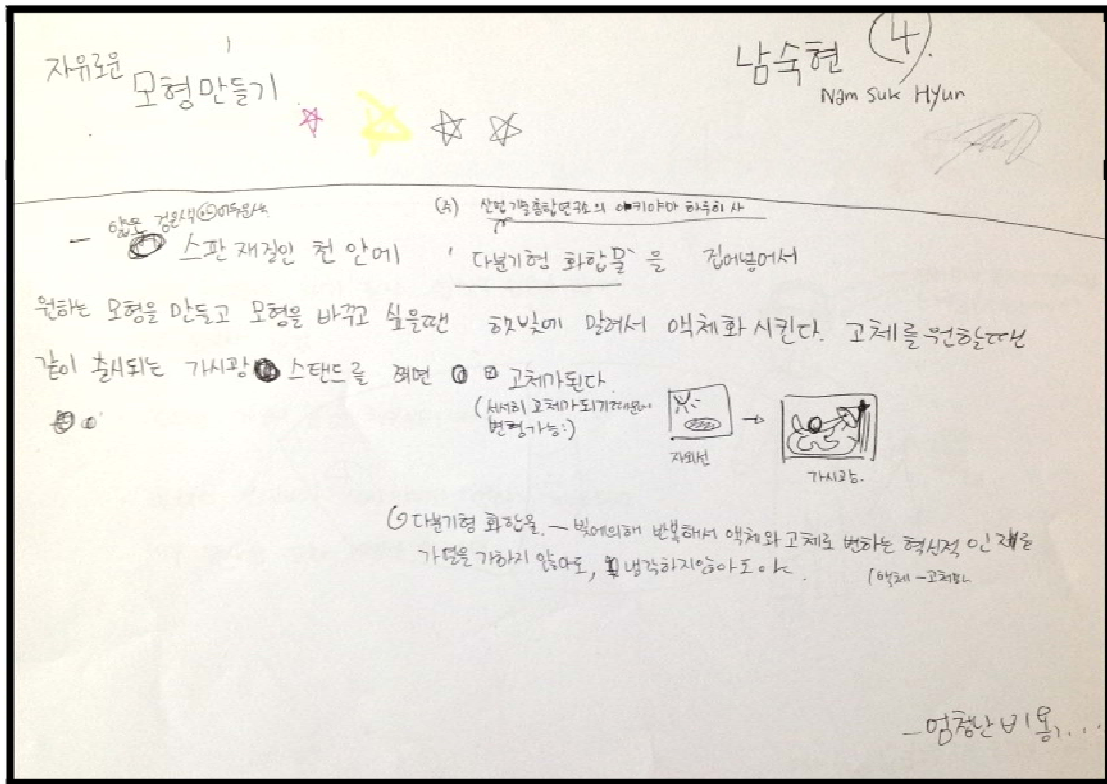 자유로운
모형만들기
남숙현 4.
Nam Suk Hyun
얇은 검은색
(주) 산업기술종합연구소의 아키야마 하루히사
스판 재질인 천 안에 '다분기형 화합물'을 집어넣어서
원하는 모형을 만들고 모형을 바꾸고 싶을땐 햇빛에 말려서 액체화 시킨다. 고체를 원할때엔
같이 출시되는 가시광 스탠드를 쬐면 고체가된다.
(서서히 고체가되기때문에
변형가능:)
자외선
가시광.
다분기형 화합물. - 빛에의해 반복해서 액체와 고체로 변하는 혁신적인 재료
가열을 가하지 않아도, 냉각하지않아도
(액체-고체화
- 엄청난 비용....